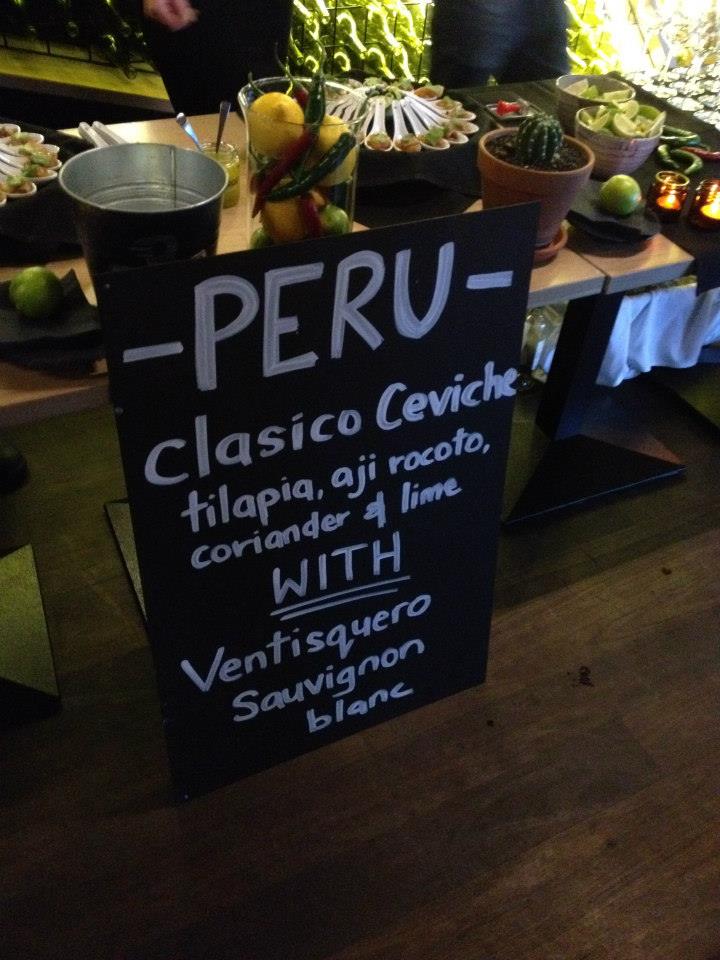 -PERU-
clasico Ceviche
tilapia, aji rocoto,
coriander & lime
WITH
Ventisquero
Sauvignon
blanc